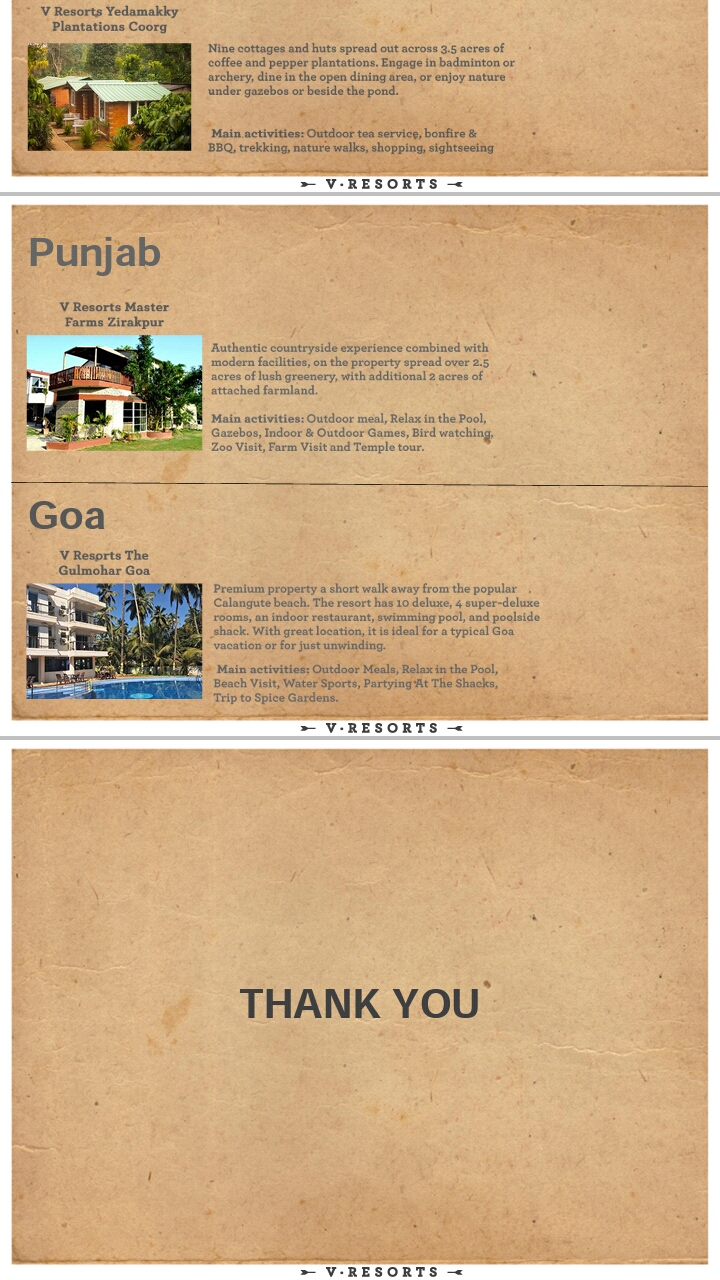 V Resorts Yedamakky
Plantations Coorg
Nine cottages and huts spread out across 3.5 acres of
coffee and pepper plantations. Engage in badminton or
archery, dine in the open dining area, or enjoy nature
under gazebos or beside the pond.
Main activities: Outdoor tea service, bonfire &
BBQ, trekking, nature walks, shopping, sightseeing
V·RESORTS
Punjab
V Resorts Master
Farms Zirakpur
Authentic countryside experience combined with
modern facilities, on the property spread over 2.5
acres of lush greenery, with additional 2 acres of
attached farmland.
Main activities: Outdoor meal, Relax in the Pool,
Gazebos, Indoor & Outdoor Games, Bird watching,
Zoo Visit, Farm Visit and Temple tour.
Goa
V Resorts The
Gulmohar Goa
Premium property a short walk away from the popular
Calangute beach. The resort has 10 deluxe, 4 super-deluxe
rooms, an indoor restaurant, swimming pool, and poolside
shack. With great location, it is ideal for a typical Goa
vacation or for just unwinding.
Main activities: Outdoor Meals, Relax in the Pool,
Beach Visit, Water Sports, Partying At The Shacks,
Trip to Spice Gardens.
V·RESORTS
THANK YOU
V·RESORTS